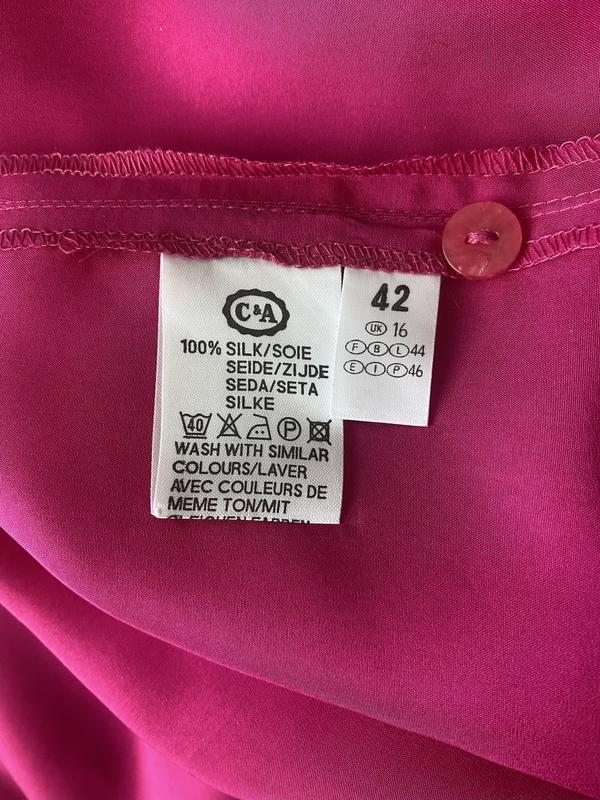 C&A
100% SILK/SOIE
SEIDE/ZIJDE
SEDA/SETA
SILKE
40 P
WASH WITH SIMILAR
COLOURS/LAVER
AVEC COULEURS DE
MEME TON/MIT
42
UK 16
F B L 44
E I P 46